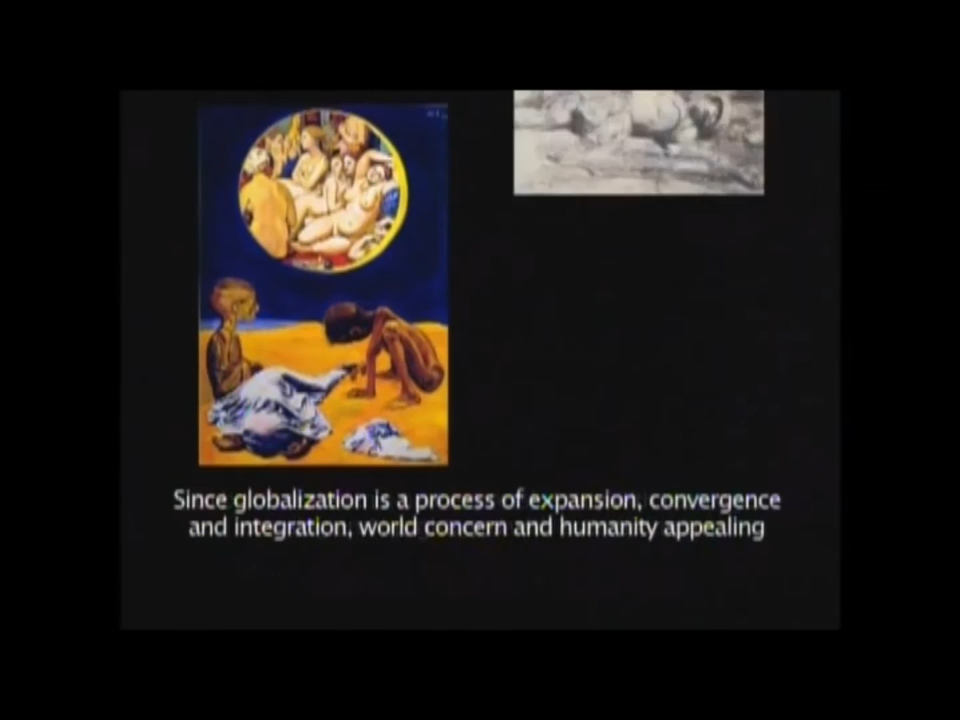 Since globalization is a process of expansion, convergence
and integration, world concern and humanity appealing